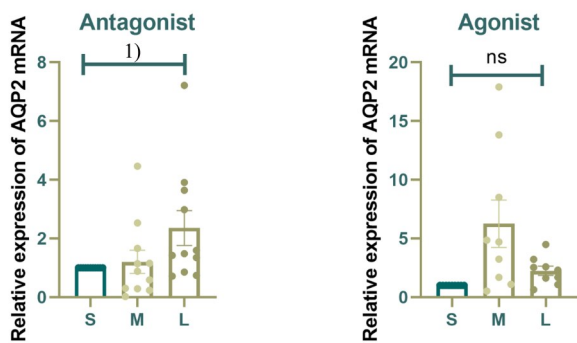 Antagonist
Relative expression of AQP2 mRNA
1)
8
6
4
2
0
S M L
Agonist
Relative expression of AQP2 mRNA
ns
20
15
10
5
0
S M L